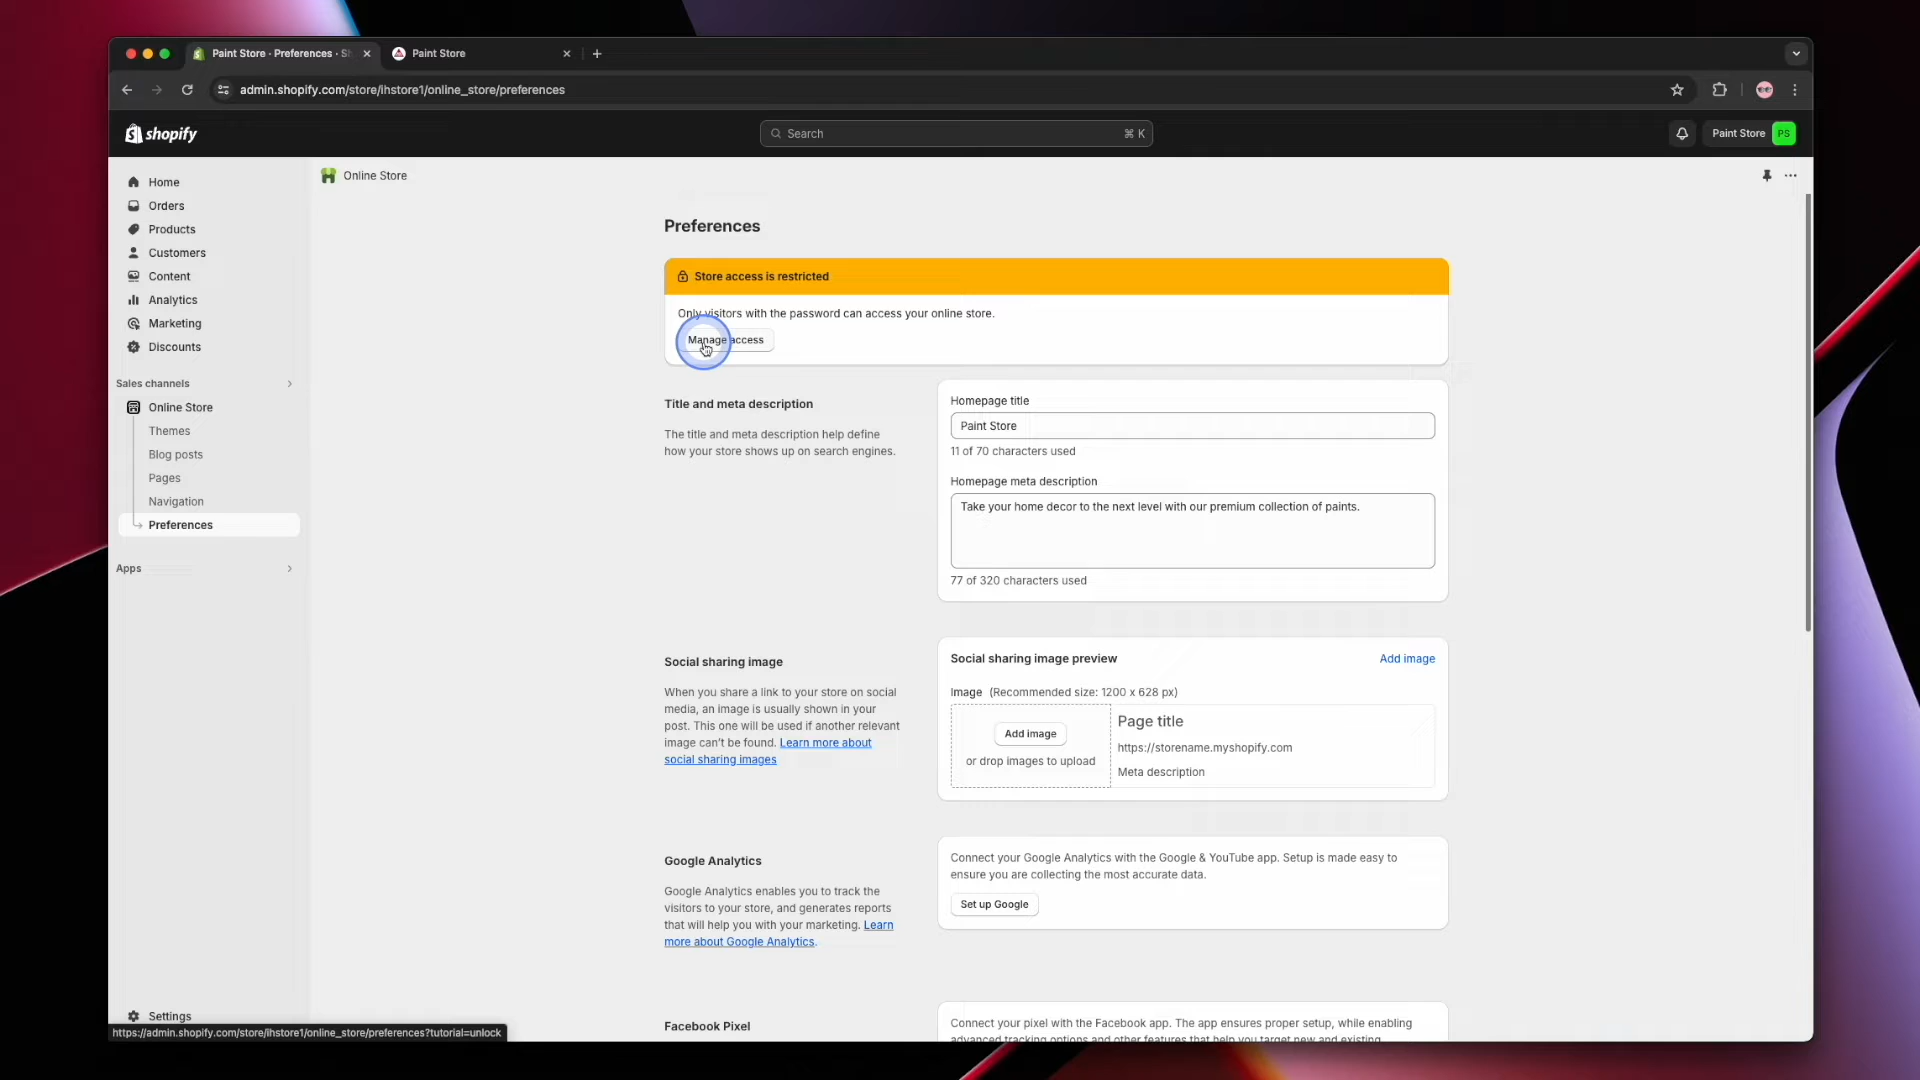 Paint Store · Preferences · S
Paint Store
admin.shopify.com/store/ihstore1/online_store/preferences
shopify
Search
⌘ K
Paint Store
PS
Home
Orders
Products
Customers
Content
Analytics
Marketing
Discounts
Sales channels
Online Store
Themes
Blog posts
Pages
Navigation
Preferences
Apps
Settings
https://admin.shopify.com/store/ihstore1/online_store/preferences?tutorial=unlock
Online Store
Preferences
Store access is restricted
Only visitors with the password can access your online store.
Manage access
Title and meta description
The title and meta description help define
how your store shows up on search engines.
Homepage title
Paint Store
11 of 70 characters used
Homepage meta description
Take your home decor to the next level with our premium collection of paints.
77 of 320 characters used
Social sharing image
When you share a link to your store on social
media, an image is usually shown in your
post. This one will be used if another relevant
image can't be found. Learn more about
social sharing images
Social sharing image preview
Add image
Image (Recommended size: 1200 x 628 px)
Add image
or drop images to upload
Page title
https://storename.myshopify.com
Meta description
Google Analytics
Google Analytics enables you to track the
visitors to your store, and generates reports
that will help you with your marketing. Learn
more about Google Analytics.
Connect your Google Analytics with the Google & YouTube app. Setup is made easy to
ensure you are collecting the most accurate data.
Set up Google
Facebook Pixel
Connect your pixel with the Facebook app. The app ensures proper setup, while enabling
advanced tracking options and other features that help you target new and existing